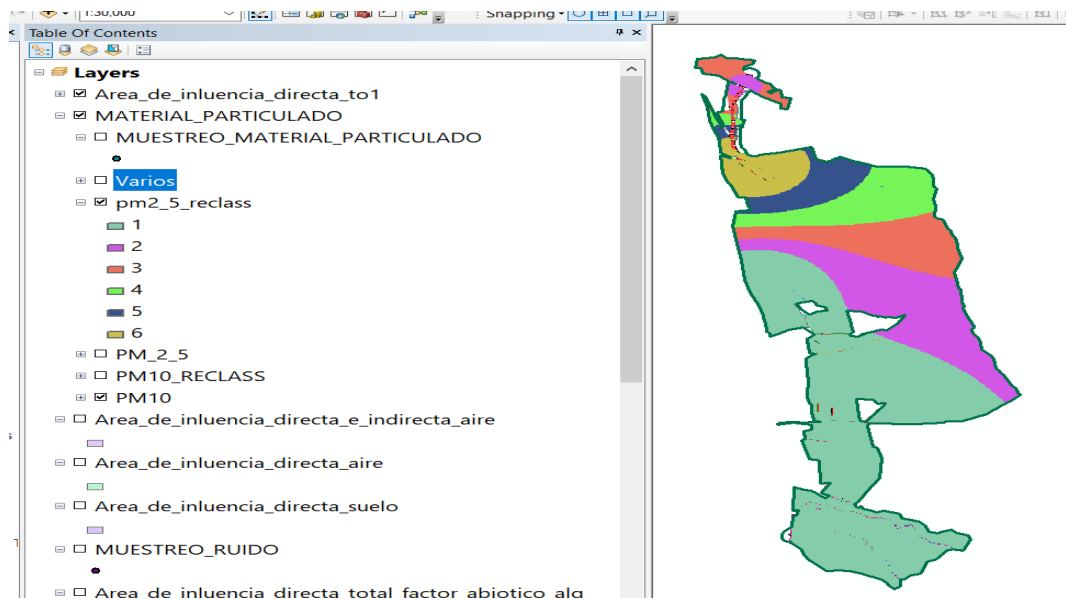 1:30,000
Snapping
Table Of Contents
Layers
Area_de_inluencia_directa_to1
MATERIAL_PARTICULADO
MUESTREO_MATERIAL_PARTICULADO
Varios
pm2_5_reclass
1
2
3
4
5
6
PM_2_5
PM10_RECLASS
PM10
Area_de_inluencia_directa_e_indirecta_aire
Area_de_inluencia_directa_aire
Area_de_inluencia_directa_suelo
MUESTREO_RUIDO
Area_de_inluencia_directa_total_factor_abiotico_alg